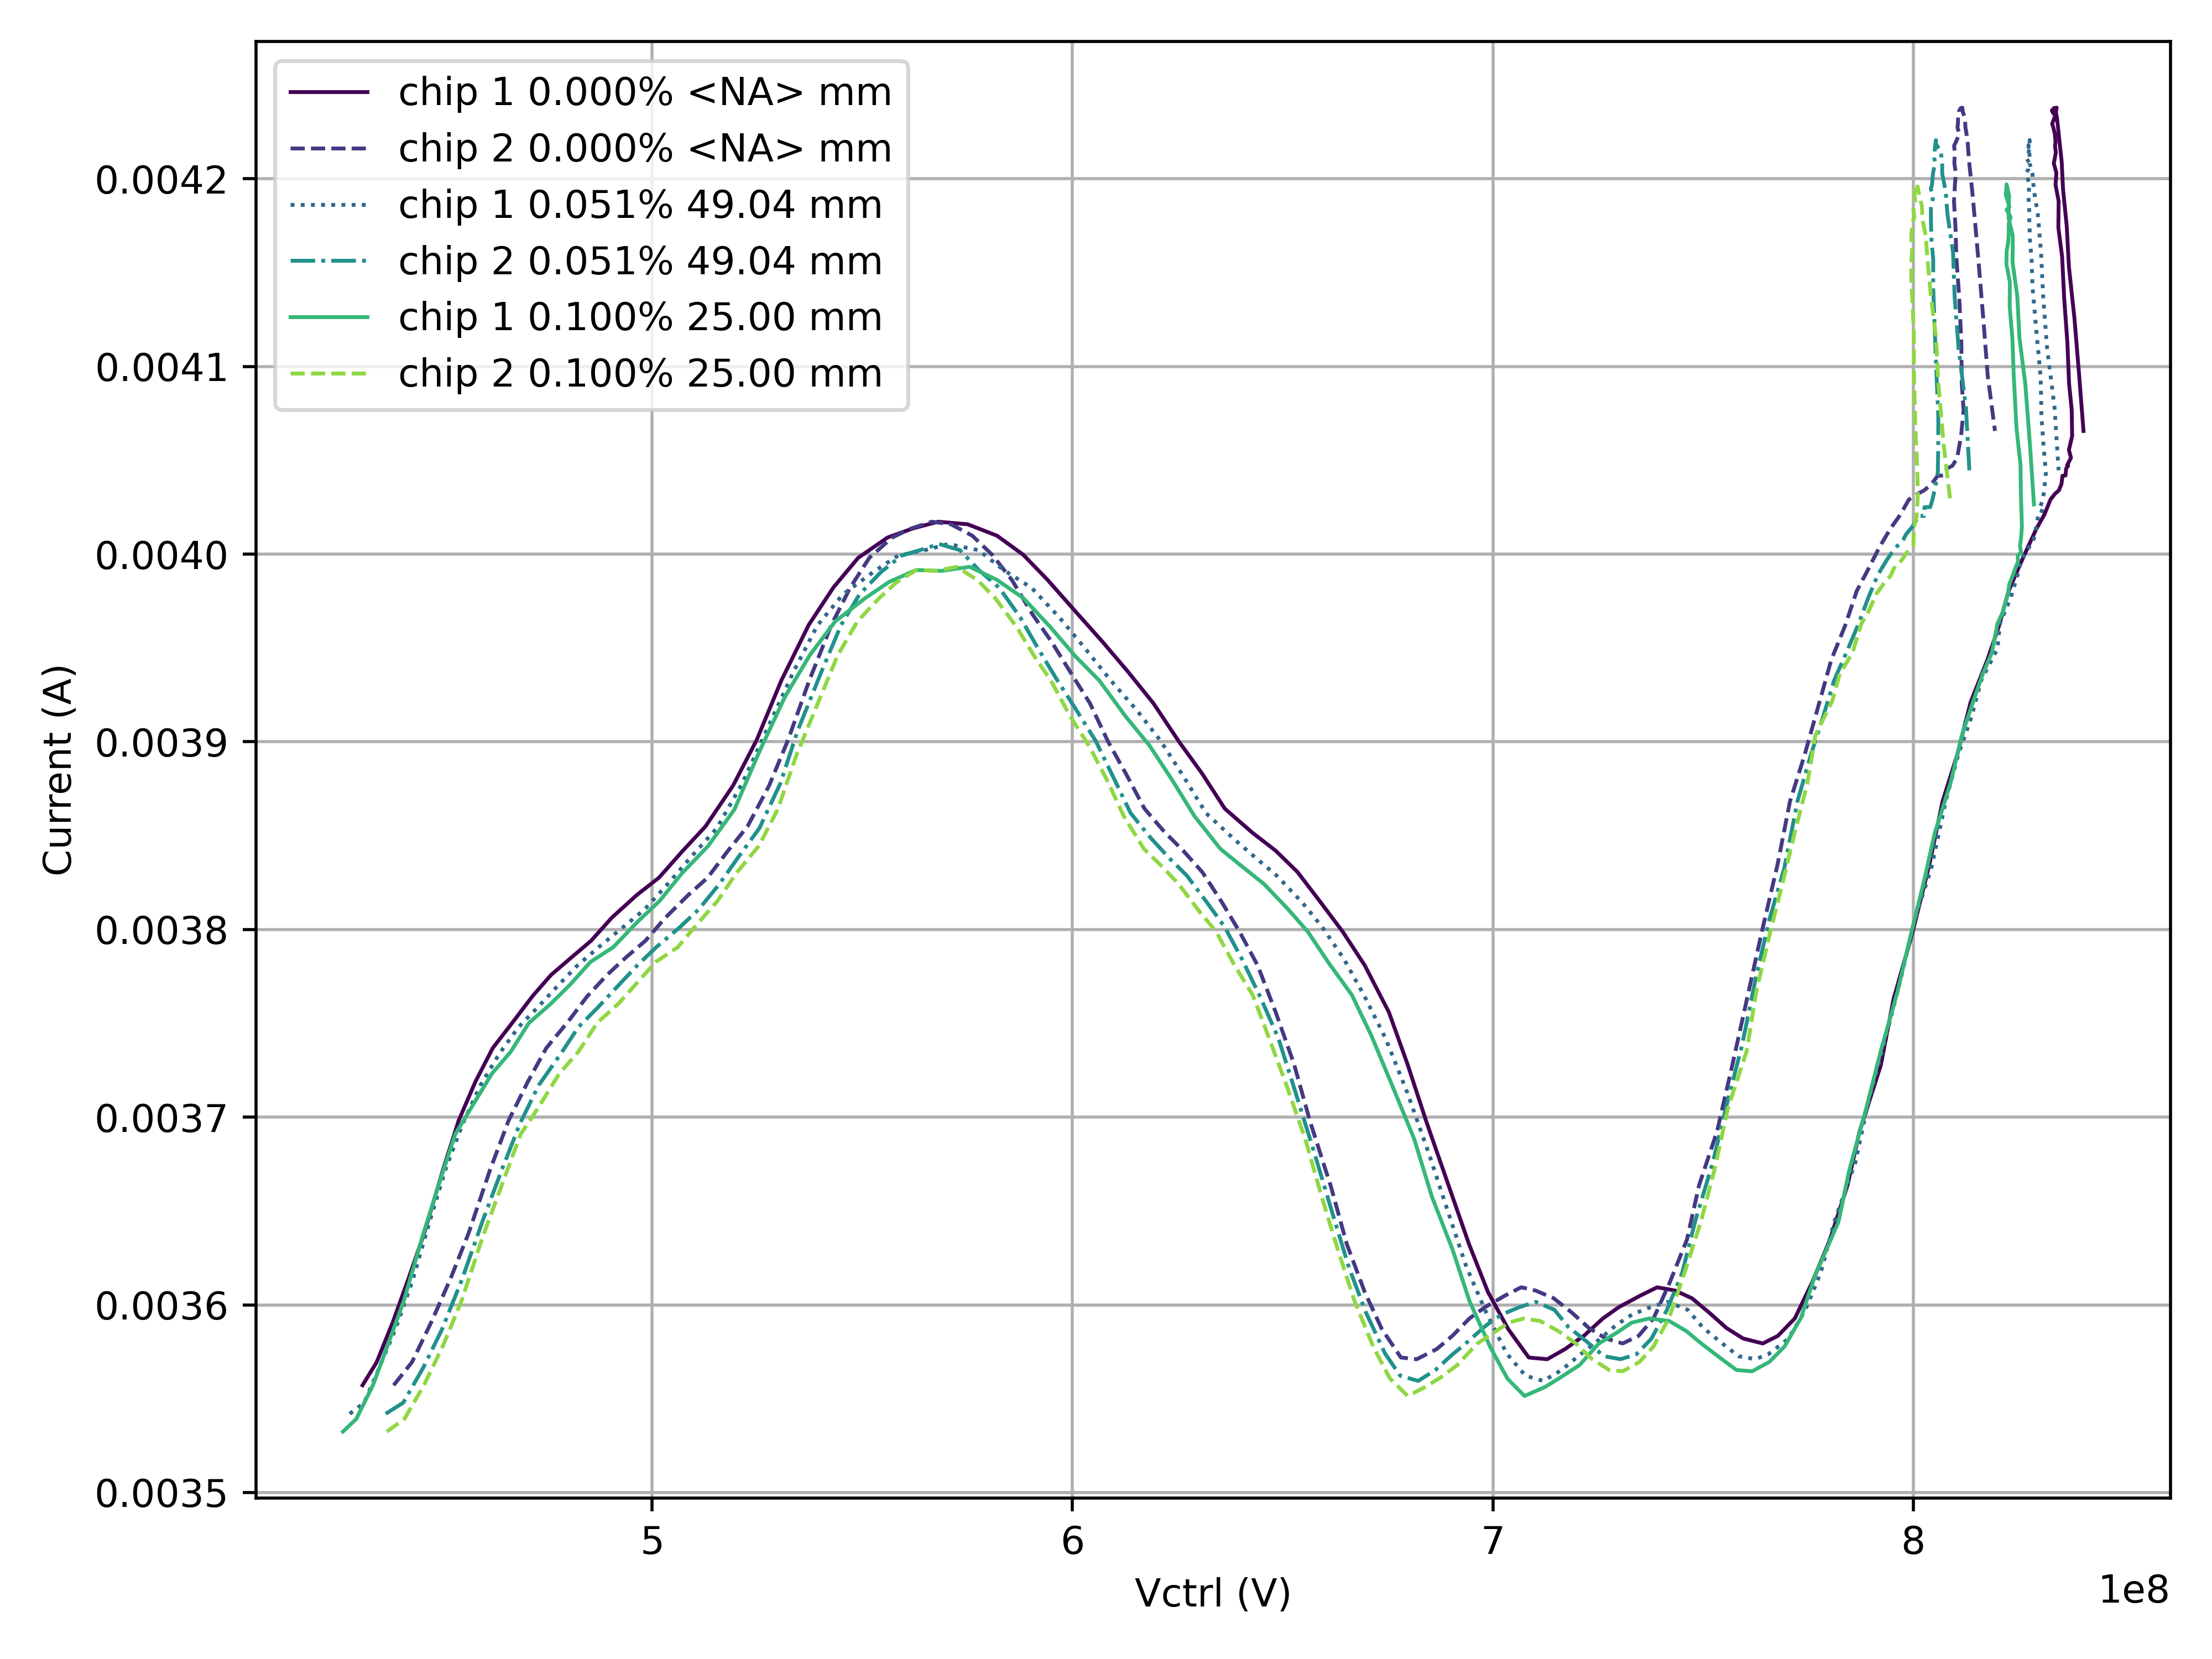 chip 1 0.000% <NA> mm
chip 2 0.000% <NA> mm
chip 1 0.051% 49.04 mm
chip 2 0.051% 49.04 mm
chip 1 0.100% 25.00 mm
chip 2 0.100% 25.00 mm
0.0042
0.0041
0.0040
0.0039
0.0038
0.0037
0.0036
0.0035
Current (A)
5 6 7 8
1e8
Vctrl (V)